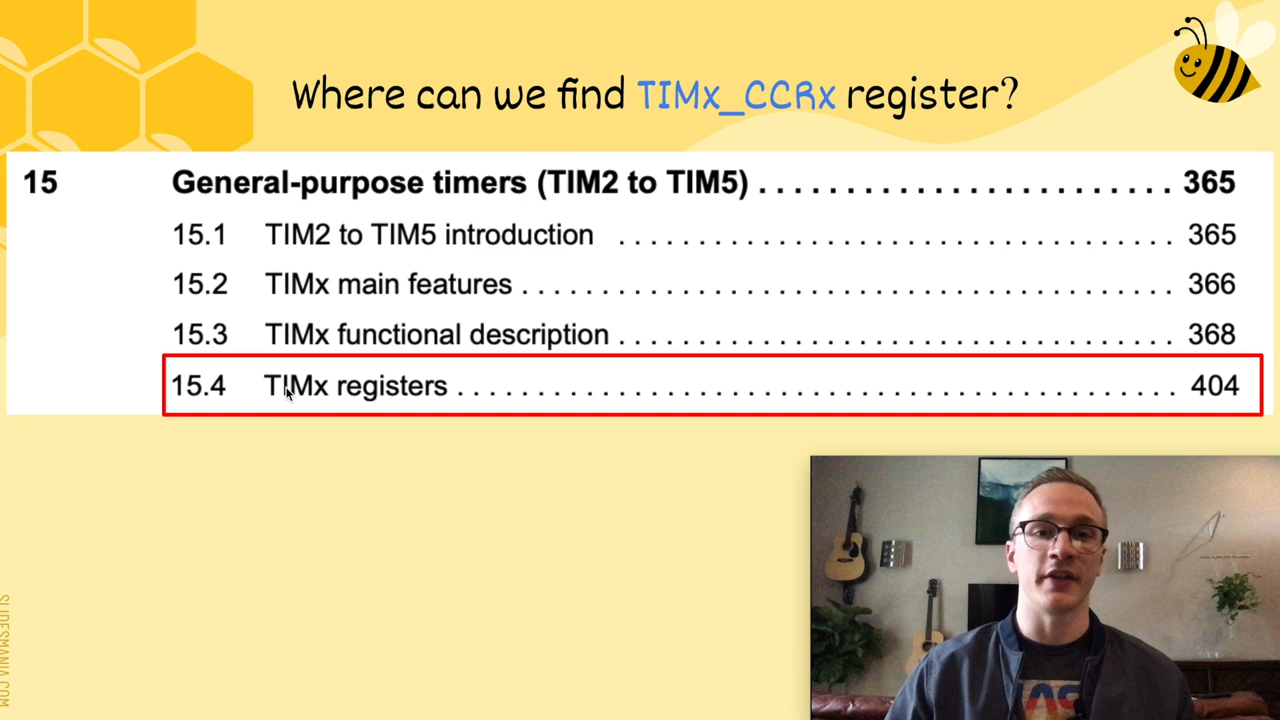 Where can we find TIMx_CCRx register?
15 General-purpose timers (TIM2 to TIM5) . . . . . . . . . . . . . . . . . . . . . . . . 365
15.1 TIM2 to TIM5 introduction . . . . . . . . . . . . . . . . . . . . . . . . . . . . . . . . . . . 365
15.2 TIMx main features . . . . . . . . . . . . . . . . . . . . . . . . . . . . . . . . . . . . . . . . . 366
15.3 TIMx functional description . . . . . . . . . . . . . . . . . . . . . . . . . . . . . . . . . . . 368
15.4 TIMx registers . . . . . . . . . . . . . . . . . . . . . . . . . . . . . . . . . . . . . . . . . . . . . 404
SLIDESMANIA.COM